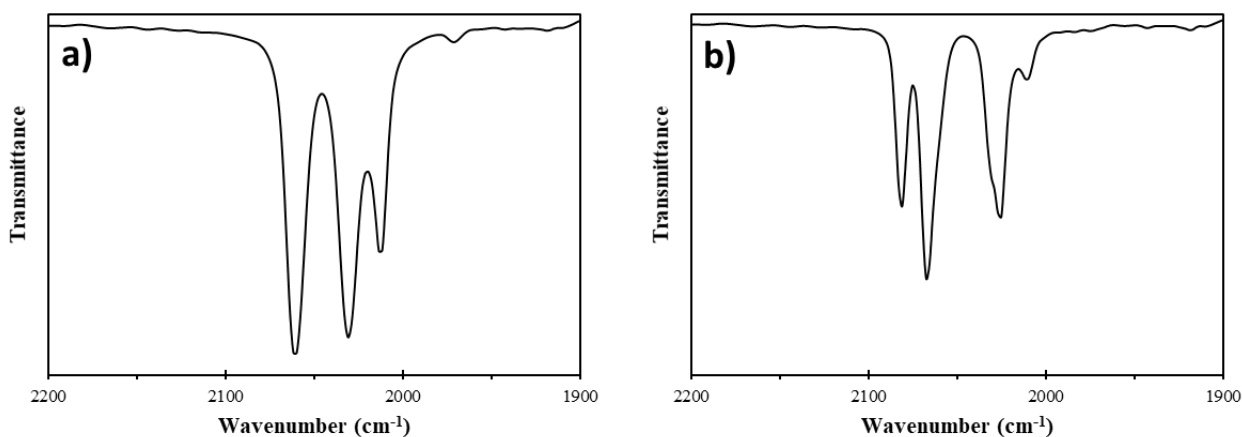 a)
Transmittance
2200
2100
2000
1900
Wavenumber (cm⁻¹)
b)
Transmittance
2200
2100
2000
1900
Wavenumber (cm⁻¹)